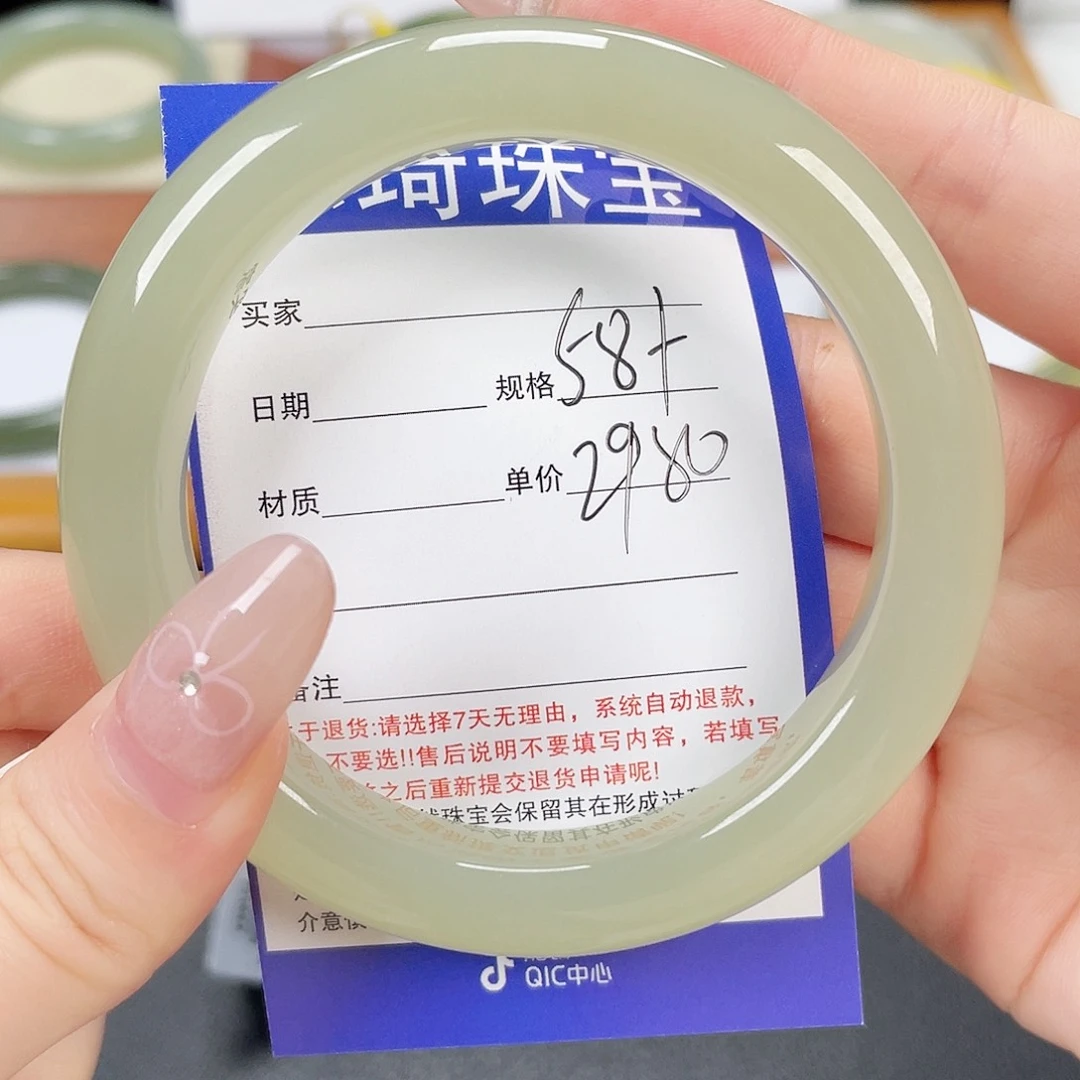 琦珠宝
买家
日期 规格 58+
材质 单价 2980
备注
于退货:请选择7天无理由，系统自动退款，
不要选!!售后说明不要填写内容，若填写
之后重新提交退货申请呢!
珠宝会保留其在形成过
介意
QIC中心